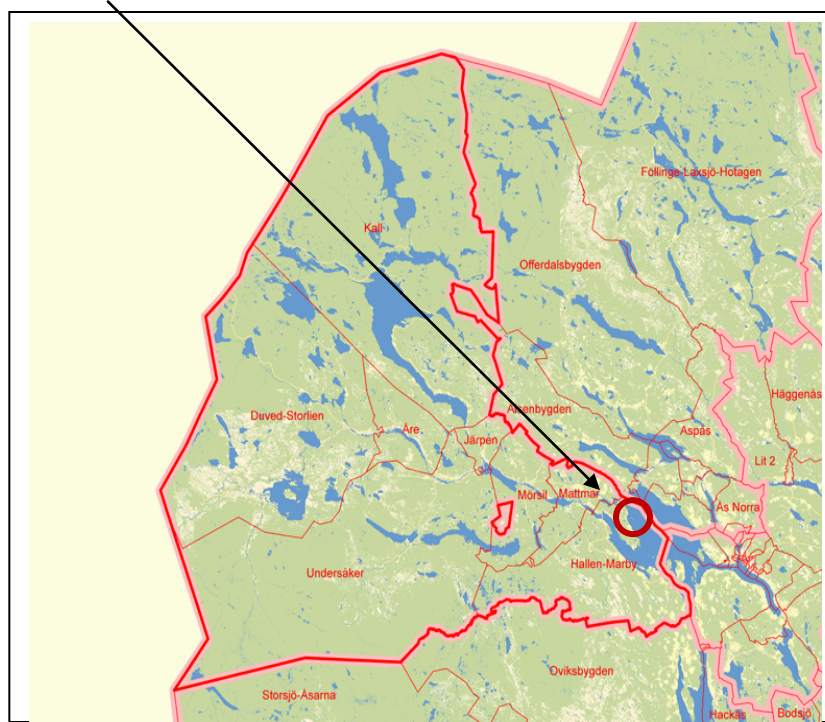 Föllinge-Laxsjö-Hotagen
Kall
Offerdalsbygden
Häggenås
Duved-Storlien
Åre
Alsenbygden
Järpen
Aspås
Lit 2
Mörsil
Mattmar
Ås Norra
Undersåker
Hallen-Marby
Oviksbygden
Storsjö-Åsarna
Hackås
Bodsjö